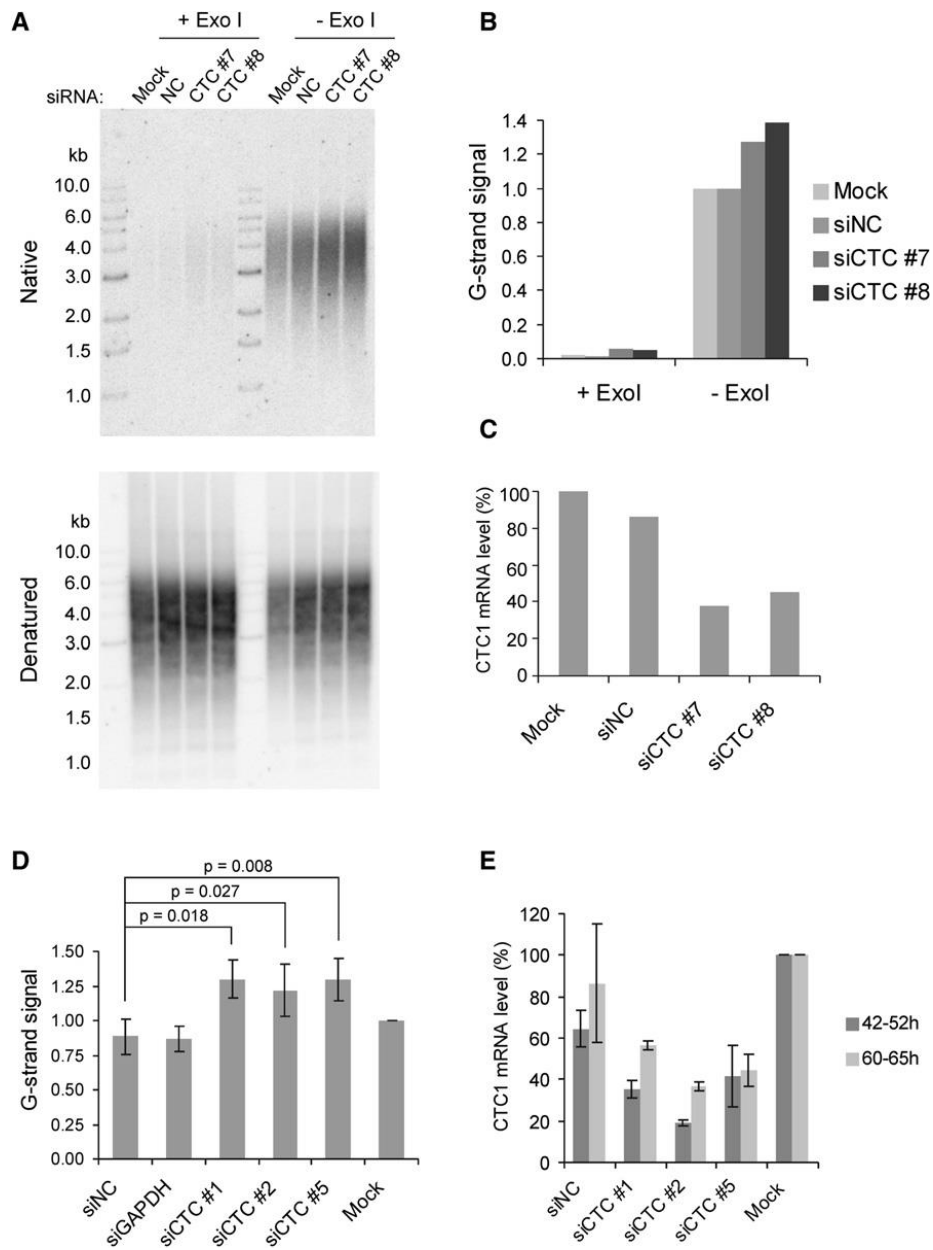 A
+ Exo I
- Exo I
siRNA:
Mock
NC
CTC #7
CTC #8
Mock
NC
CTC #7
CTC #8
kb
10.0
6.0
4.0
3.0
2.0
1.5
1.0
Native
kb
10.0
6.0
4.0
3.0
2.0
1.5
1.0
Denatured
B
G-strand signal
1.4
1.2
1.0
0.8
0.6
0.4
0.2
0.0
+ ExoI
- ExoI
Mock
siNC
siCTC #7
siCTC #8
C
CTC1 mRNA level (%)
100
80
60
40
20
0
Mock
siNC
siCTC #7
siCTC #8
D
p = 0.008
p = 0.027
p = 0.018
G-strand signal
1.50
1.25
1.00
0.75
0.50
0.25
0.00
siNC
siGAPDH
siCTC #1
siCTC #2
siCTC #5
Mock
E
CTC1 mRNA level (%)
120
100
80
60
40
20
0
siNC
siCTC #1
siCTC #2
siCTC #5
Mock
42-52h
60-65h